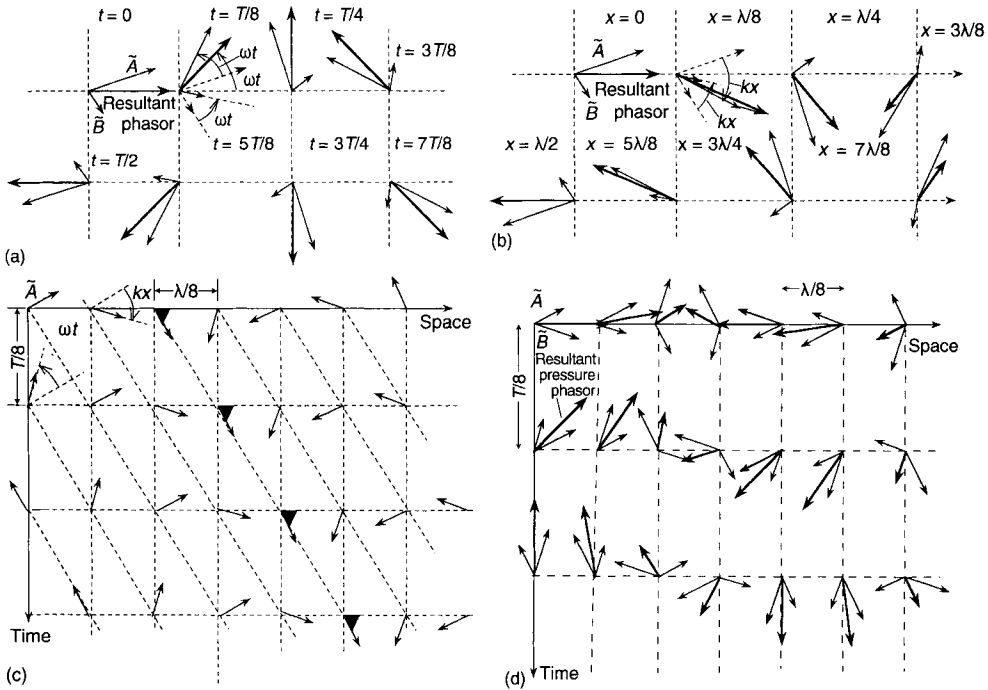 t = 0
t = T/8
t = T/4
t = 3T/8
Ã
ωt
ωt
Resultant
phasor
B̃
ωt
t = T/2
t = 5T/8
t = 3T/4
t = 7T/8
(a)
x = 0
x = λ/8
x = λ/4
x = 3λ/8
Ã
kx
Resultant
phasor
B̃
kx
x = λ/2
x = 5λ/8
x = 3λ/4
x = 7λ/8
(b)
Ã
kx
λ/8
Space
T/8
ωt
Time
(c)
Ã
λ/8
Space
B̃
Resultant
pressure
phasor
T/8
Time
(d)